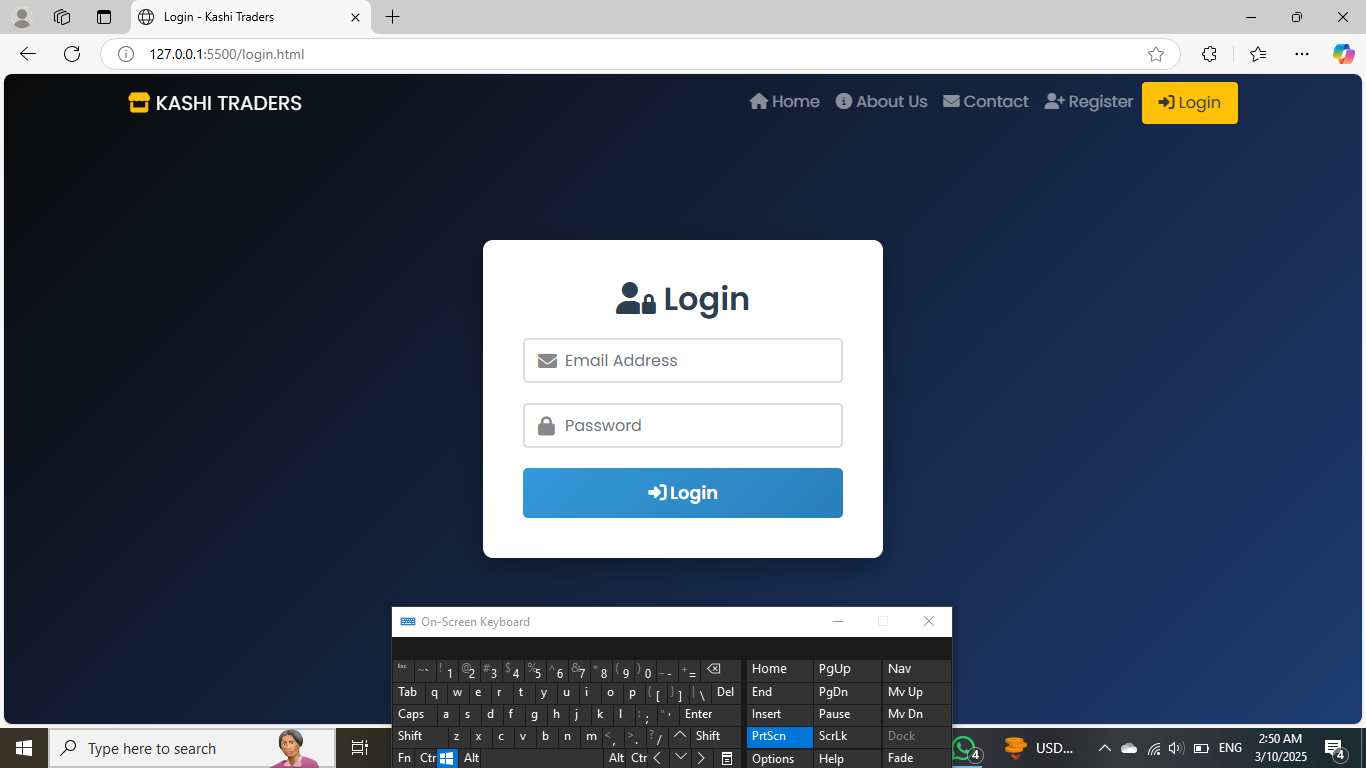 Login - Kashi Traders
127.0.0.1:5500/login.html
KASHI TRADERS
Home
About Us
Contact
Register
Login
Login
Email Address
Password
Login
On-Screen Keyboard
Esc ~` !1 @2 #3 $4 %5 ^6 &7 *8 (9 )0 _- += Home PgUp Nav
Tab q w e r t y u i o p {[ }] |\ Del End PgDn Mv Up
Caps a s d f g h j k l :; "' Enter Insert Pause Mv Dn
Shift z x c v b n m <, >. ?/ Shift PrtScn ScrLk Dock
Fn Ctr Alt Alt Ctr Options Help Fade
Type here to search
4
USD...
ENG
2:50 AM
3/10/2025
4